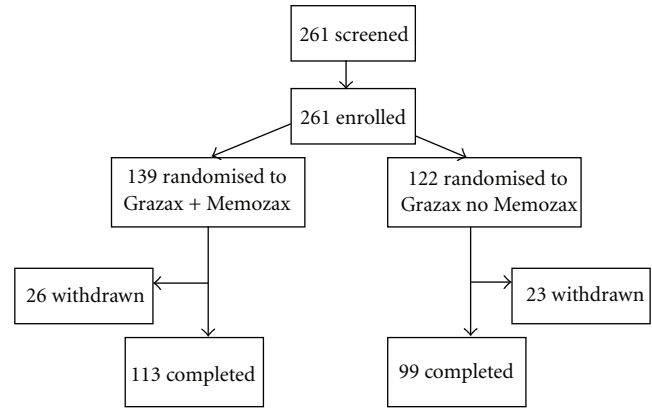 261 screened
261 enrolled
139 randomised to
Grazax + Memozax
122 randomised to
Grazax no Memozax
26 withdrawn
23 withdrawn
113 completed
99 completed